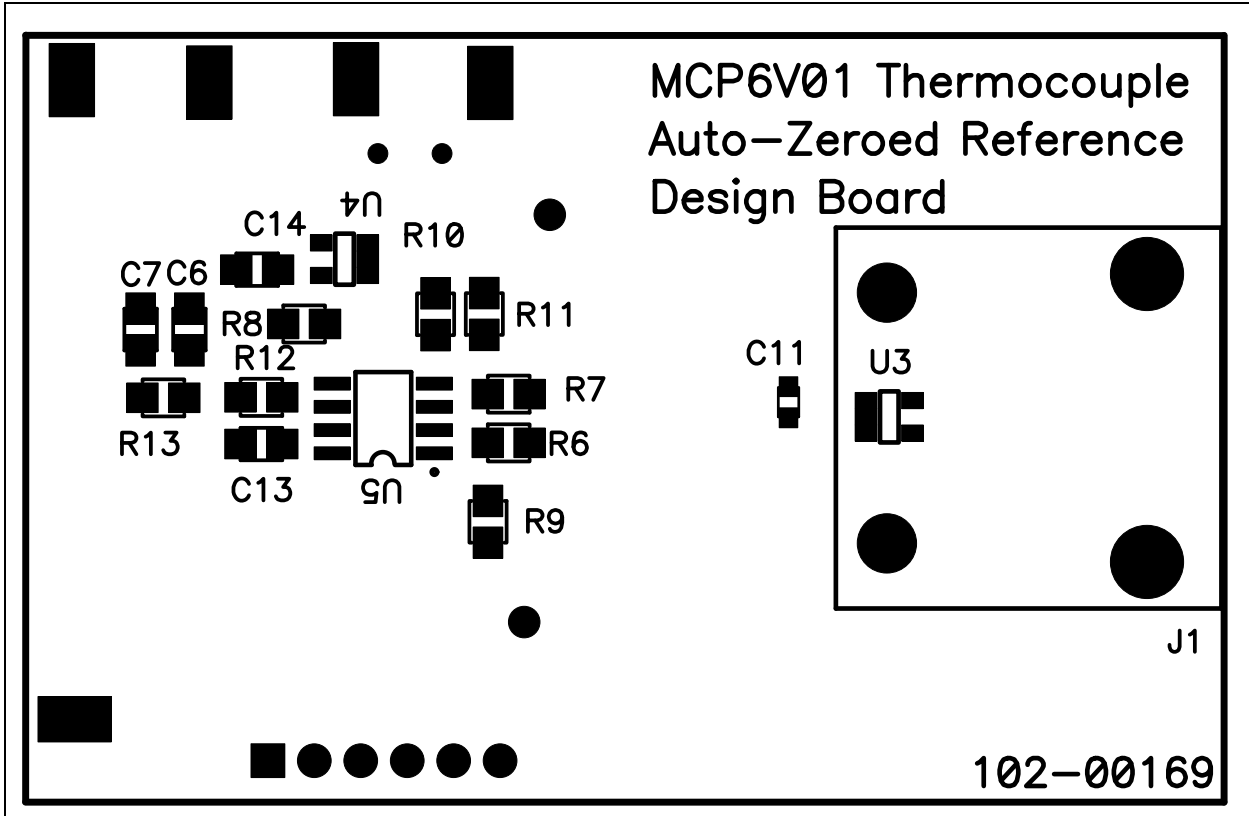 MCP6V01 Thermocouple
Auto-Zeroed Reference
Design Board
U4
C14
R10
C7
C6
R8
R11
R12
C11
U3
R7
R13
R6
C13
U5
R9
J1
102-00169